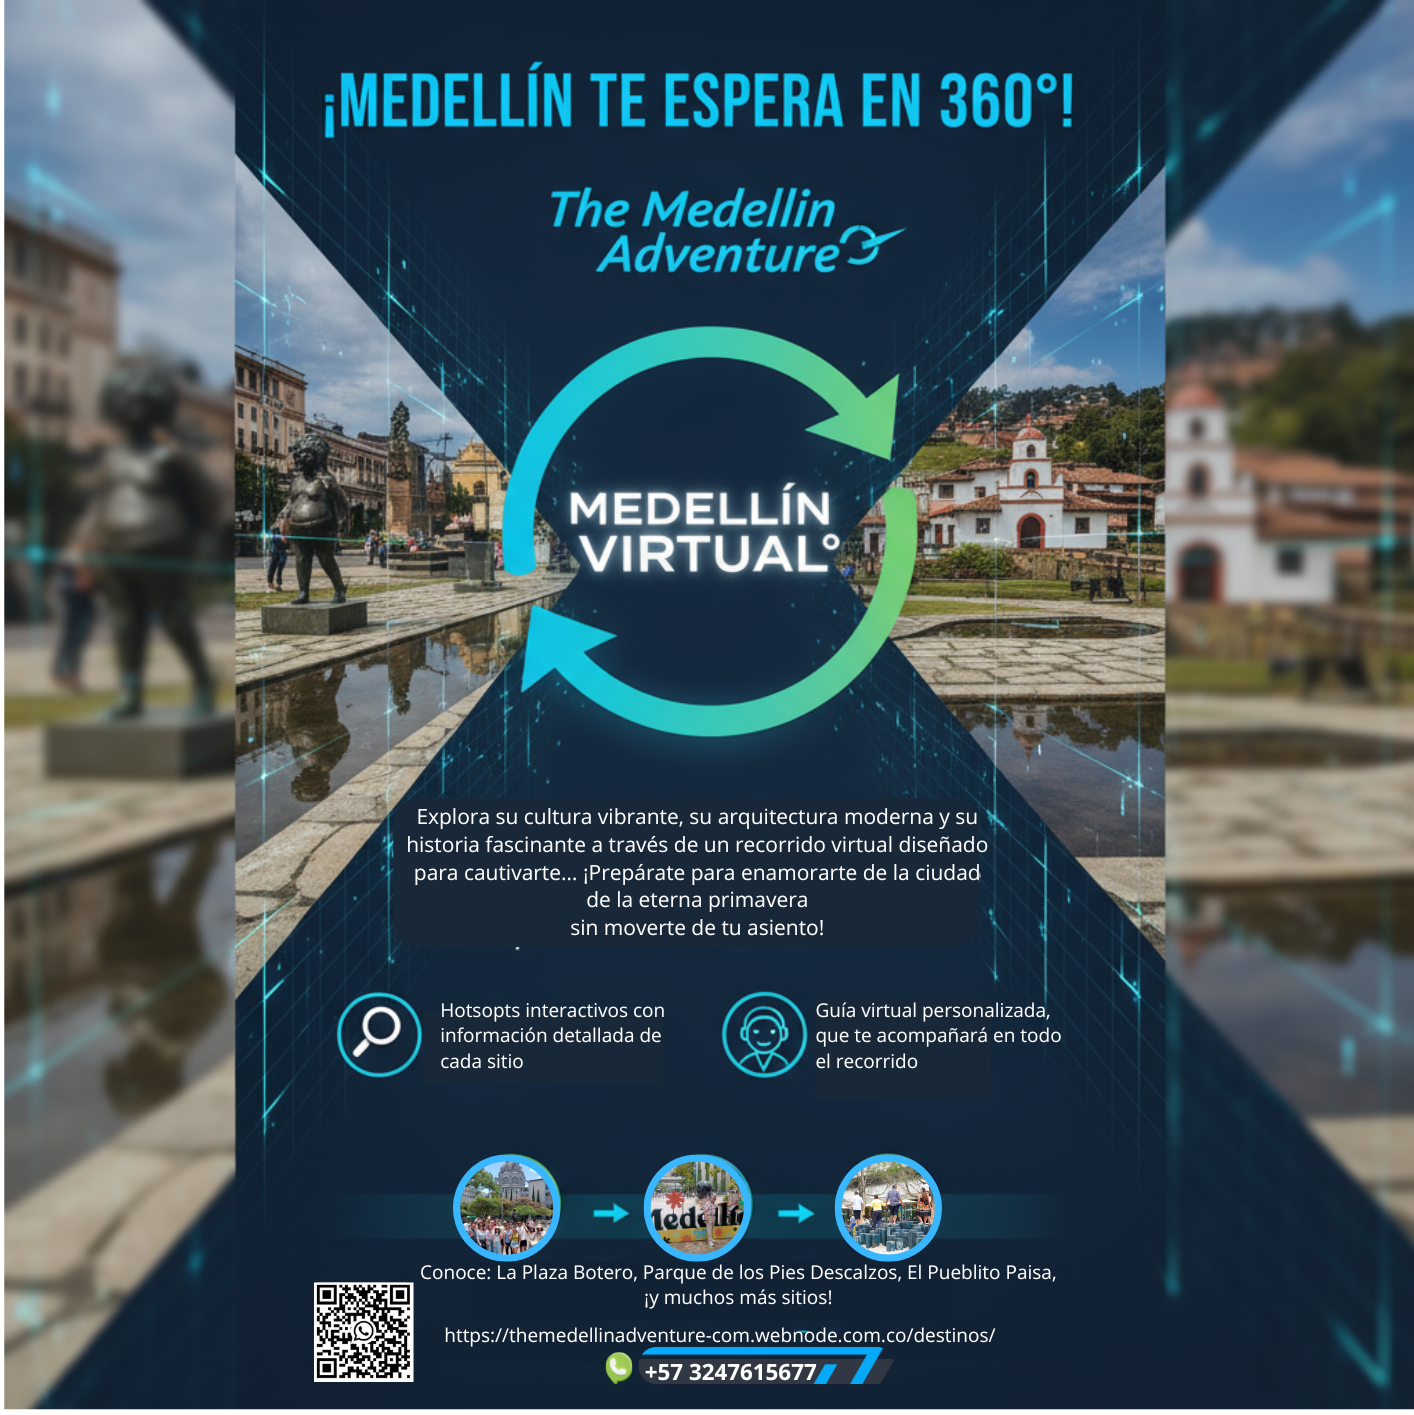 ¡MEDELLÍN TE ESPERA EN 360°!
The Medellin
Adventure
MEDELLÍN
VIRTUAL°
Explora su cultura vibrante, su arquitectura moderna y su
historia fascinante a través de un recorrido virtual diseñado
para cautivarte... ¡Prepárate para enamorarte de la ciudad
de la eterna primavera
sin moverte de tu asiento!
Hotsopts interactivos con
información detallada de
cada sitio
Guía virtual personalizada,
que te acompañará en todo
el recorrido
Conoce: La Plaza Botero, Parque de los Pies Descalzos, El Pueblito Paisa,
¡y muchos más sitios!
https://themedellinadventure-com.webnode.com.co/destinos/
+57 3247615677